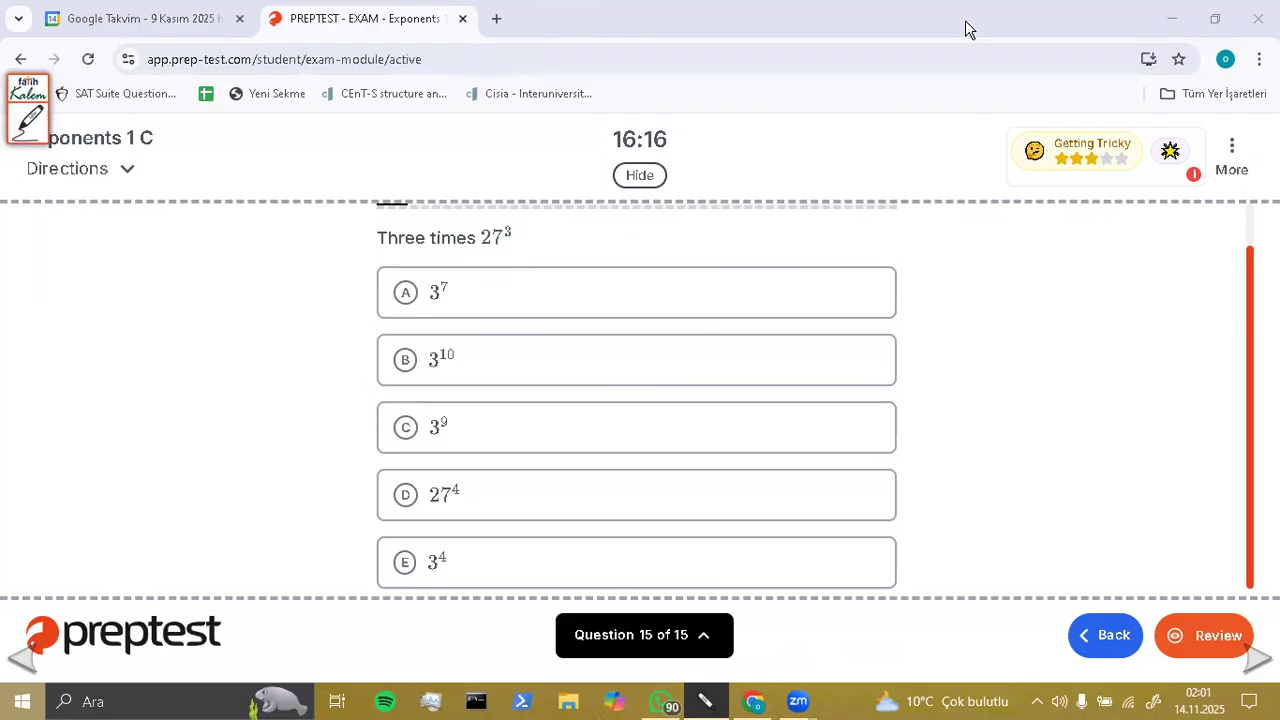 Google Takvim - 9 Kasım 2025 h
PREPTEST - EXAM - Exponents 1
app.prep-test.com/student/exam-module/active
fatih
Kalem
SAT Suite Question...
Yeni Sekme
CEnT-S structure an...
Cisia - Interuniversit...
Tüm Yer İşaretleri
ponents 1 C
Directions
16:16
Hide
Getting Tricky
More
Three times 27³
A 3⁷
B 3¹⁰
C 3⁹
D 27⁴
E 3⁴
preptest
Question 15 of 15
Back
Review
Ara
90
zm
10°C Çok bulutlu
02:01
14.11.2025